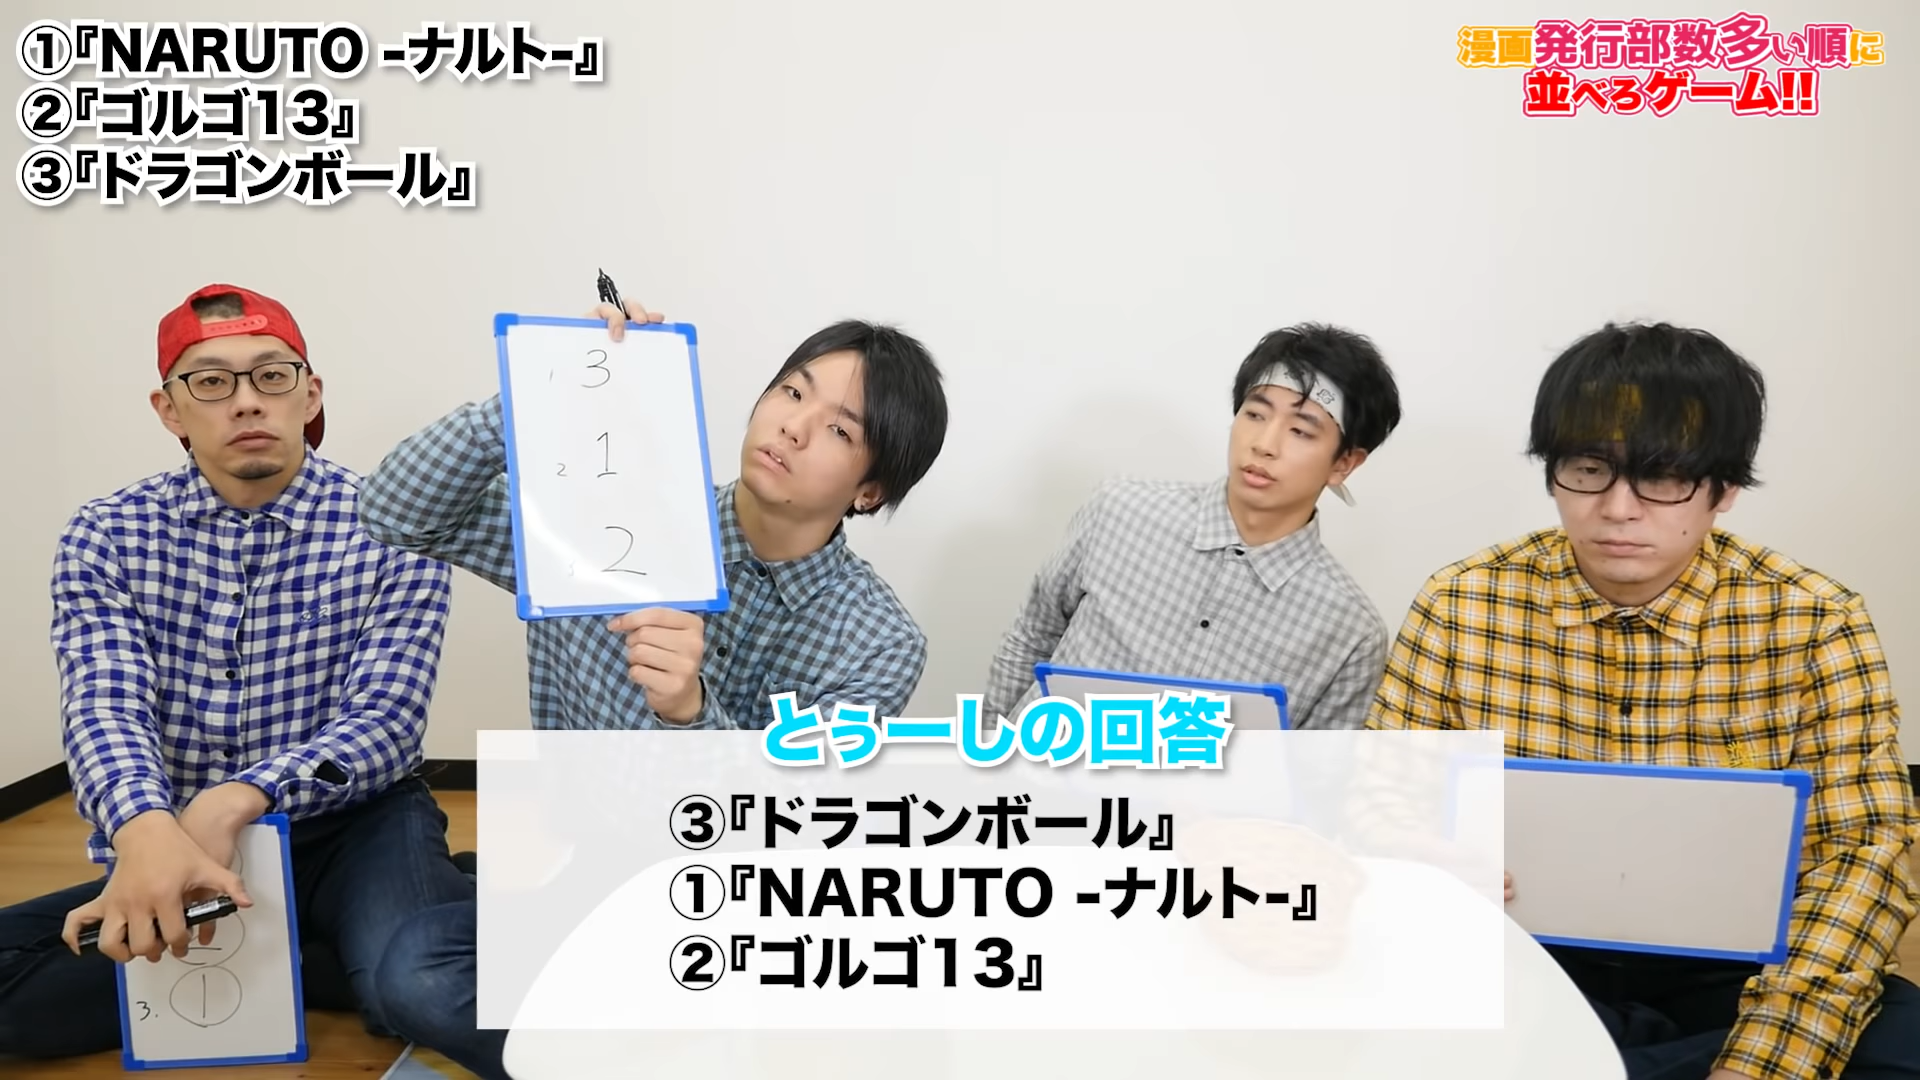 ①『NARUTO -ナルト-』
②『ゴルゴ13』
③『ドラゴンボール』
漫画発行部数多い順に
並べろゲーム!!
1 3
2 1
3 2
3. ①
とぅーしの回答
③『ドラゴンボール』
①『NARUTO -ナルト-』
②『ゴルゴ13』